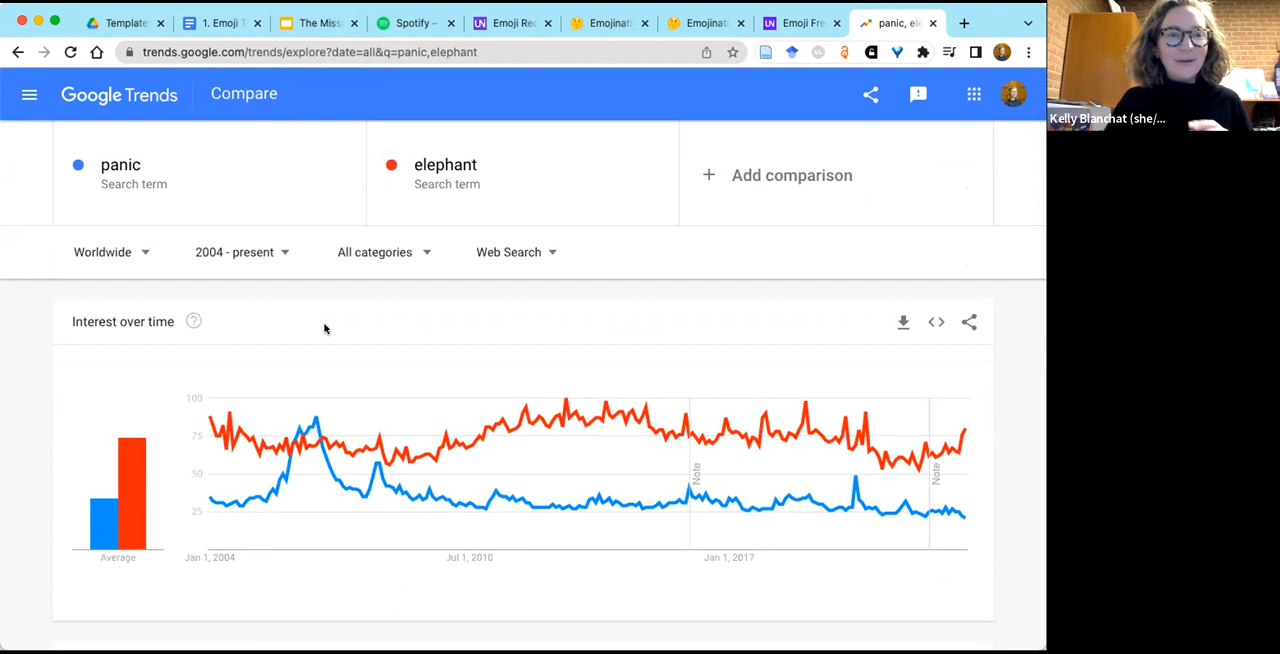 Template
1. Emoji T
The Miss
Spotify –
Emoji Rec
Emojinati
Emojinati
Emoji Fre
panic, ele
trends.google.com/trends/explore?date=all&q=panic,elephant
Google Trends Compare
Kelly Blanchat (she/...
panic
Search term
elephant
Search term
+ Add comparison
Worldwide
2004 - present
All categories
Web Search
Interest over time
100
75
50
25
Note
Note
Average
Jan 1, 2004
Jul 1, 2010
Jan 1, 2017